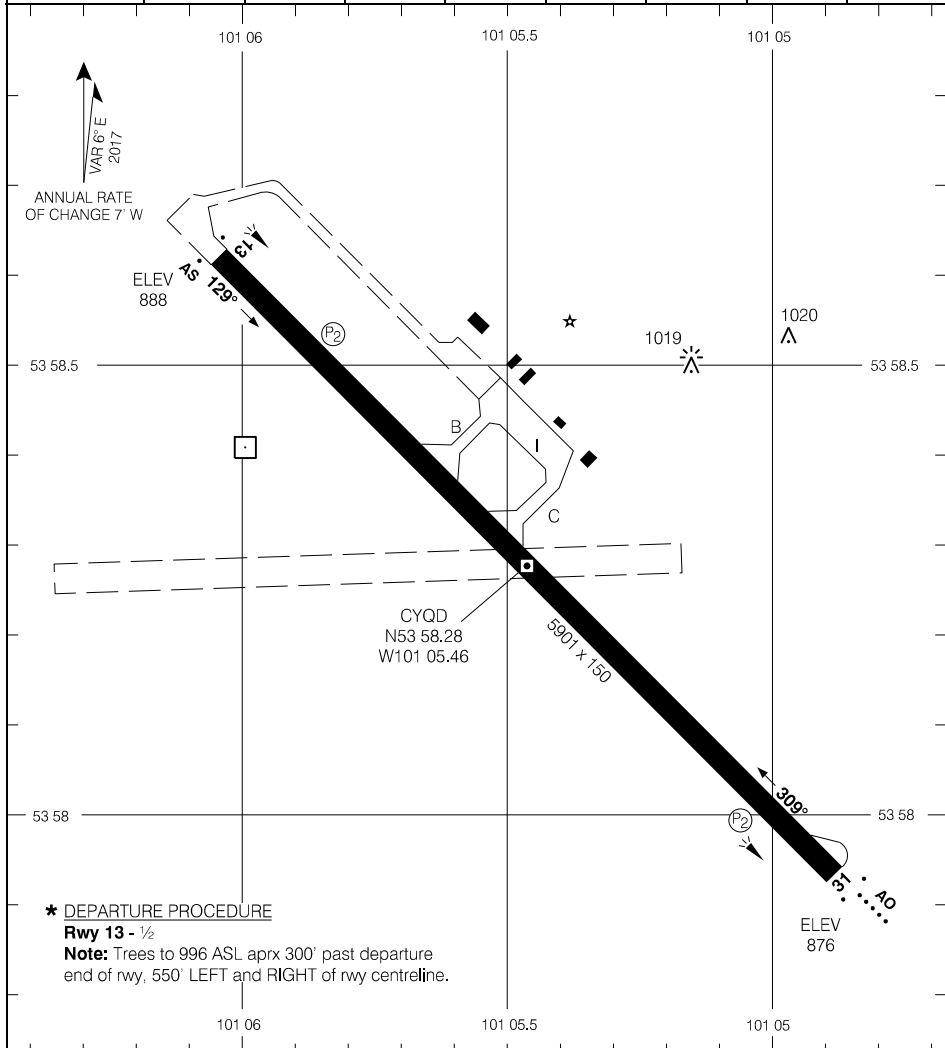 101 06
101 05.5
101 05
VAR 6° E
2017
ANNUAL RATE
OF CHANGE 7' W
13
ELEV
888
AS
129°
P2
1019
1020
53 58.5
53 58.5
B
I
C
CYQD
N53 58.28
W101 05.46
5901 x 150
309°
53 58
P2
53 58
31
AO
ELEV
876
* DEPARTURE PROCEDURE
Rwy 13 - ½
Note: Trees to 996 ASL aprx 300' past departure
end of rwy, 550' LEFT and RIGHT of rwy centreline.
101 06
101 05.5
101 05